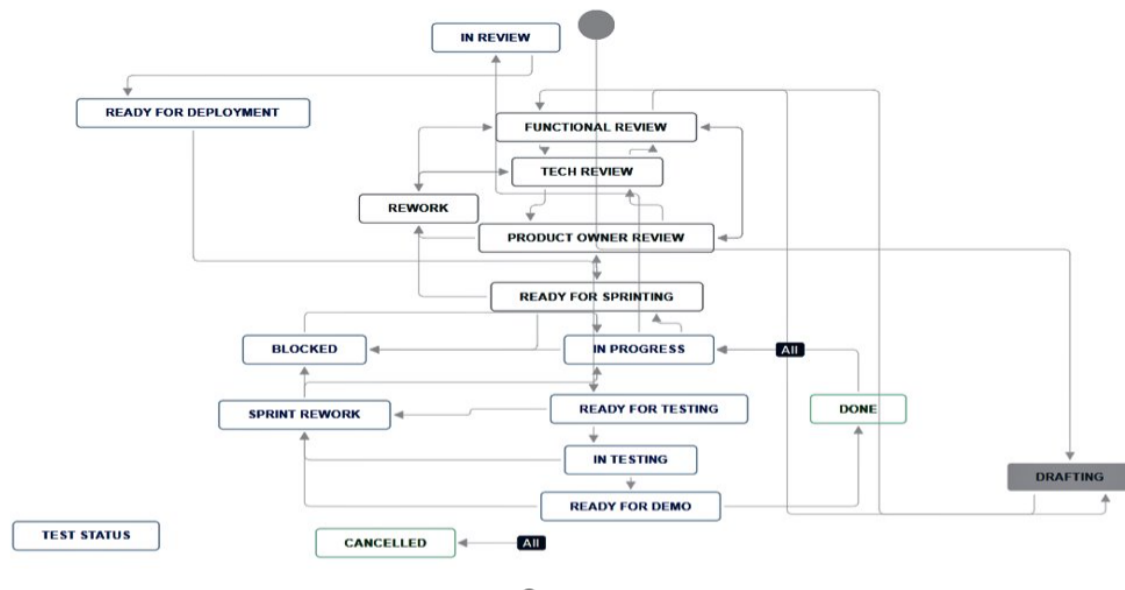 IN REVIEW
READY FOR DEPLOYMENT
FUNCTIONAL REVIEW
TECH REVIEW
REWORK
PRODUCT OWNER REVIEW
READY FOR SPRINTING
BLOCKED
IN PROGRESS
All
SPRINT REWORK
READY FOR TESTING
DONE
IN TESTING
DRAFTING
READY FOR DEMO
TEST STATUS
CANCELLED
All